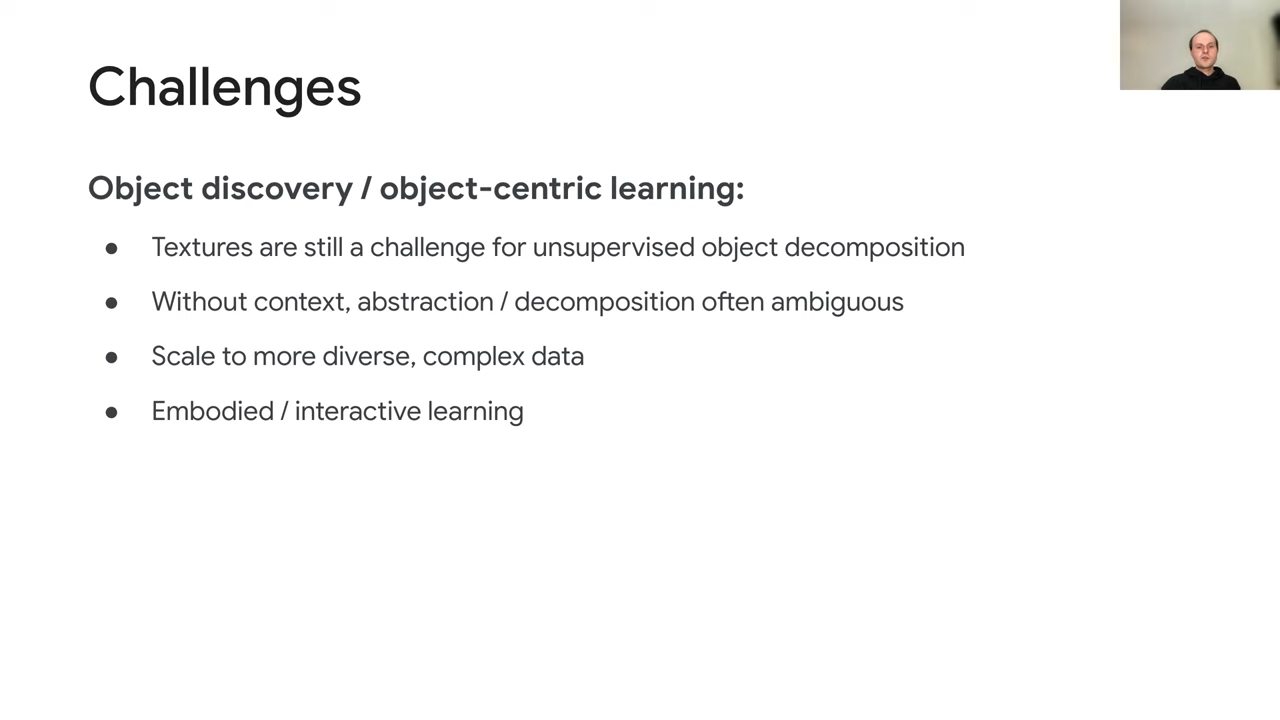 Challenges
Object discovery / object-centric learning:
● Textures are still a challenge for unsupervised object decomposition
● Without context, abstraction / decomposition often ambiguous
● Scale to more diverse, complex data
● Embodied / interactive learning